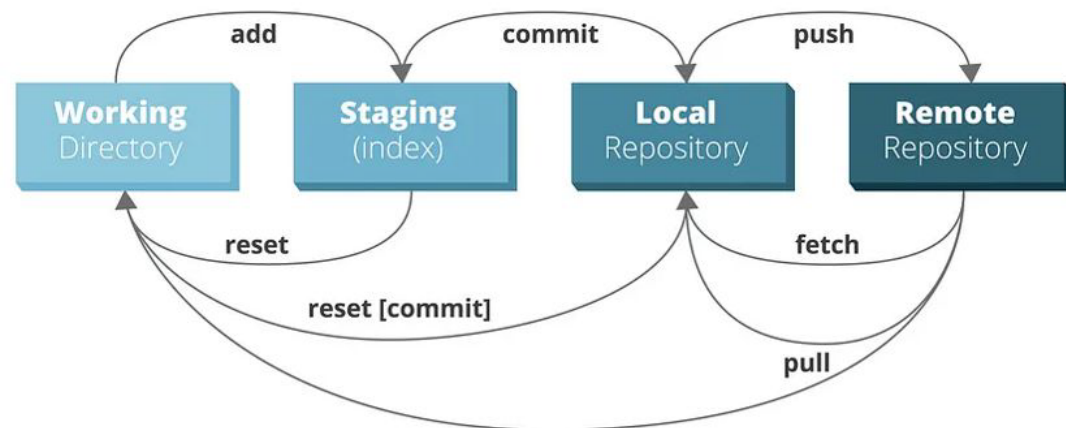 add
commit
push
Working
Directory
Staging
(index)
Local
Repository
Remote
Repository
reset
fetch
reset [commit]
pull